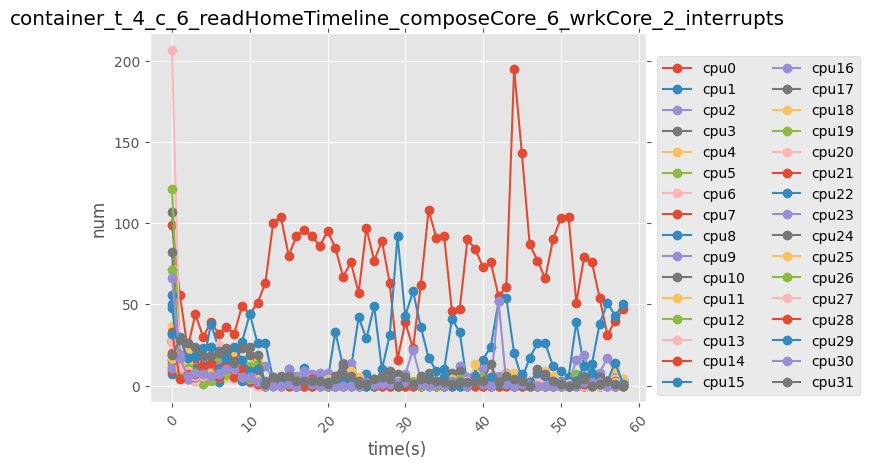 container_t_4_c_6_readHomeTimeline_composeCore_6_wrkCore_2_interrupts
200
150
100
50
0
num
0
10
20
30
40
50
60
time(s)
cpu0
cpu1
cpu2
cpu3
cpu4
cpu5
cpu6
cpu7
cpu8
cpu9
cpu10
cpu11
cpu12
cpu13
cpu14
cpu15
cpu16
cpu17
cpu18
cpu19
cpu20
cpu21
cpu22
cpu23
cpu24
cpu25
cpu26
cpu27
cpu28
cpu29
cpu30
cpu31